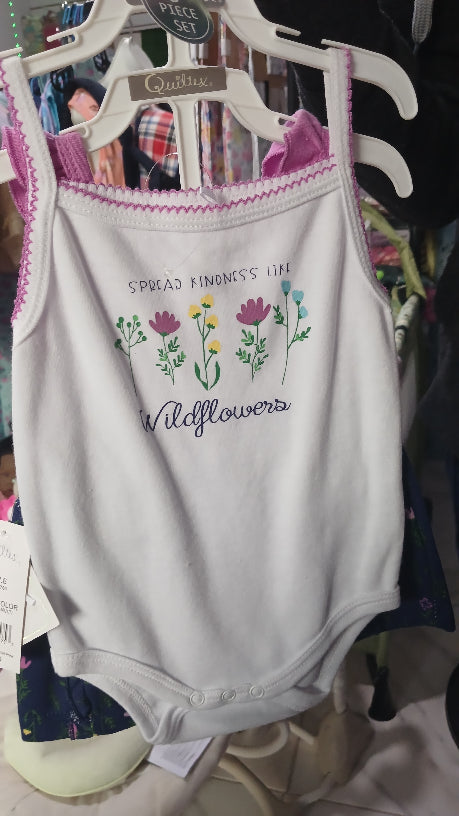 PIECE
SET
Quiltex
SPREAD KINDNESS LIKE
Wildflowers